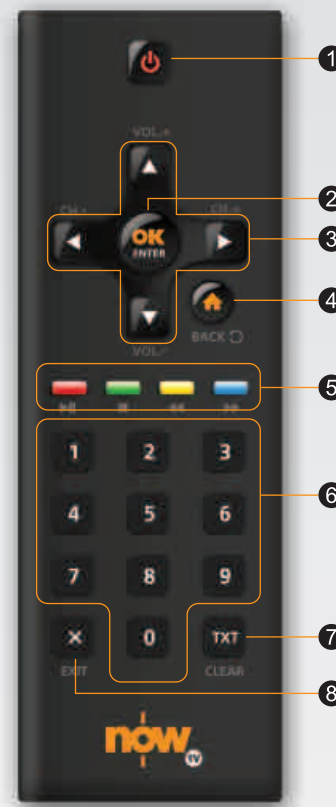 1
VOL.+
2
CH.- CH.+
OK
ENTER
3
4
BACK
VOL.-
5
1 2 3
6
4 5 6
7 8 9
× 0 TXT
7
EXIT CLEAR
8
now
TV